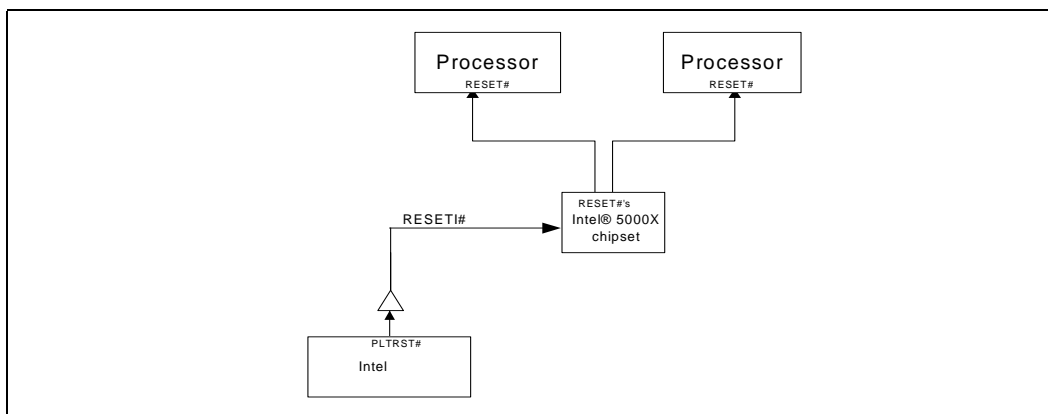 Processor
RESET#
Processor
RESET#
RESET#'s
Intel® 5000X
chipset
RESETI#
PLTRST#
Intel